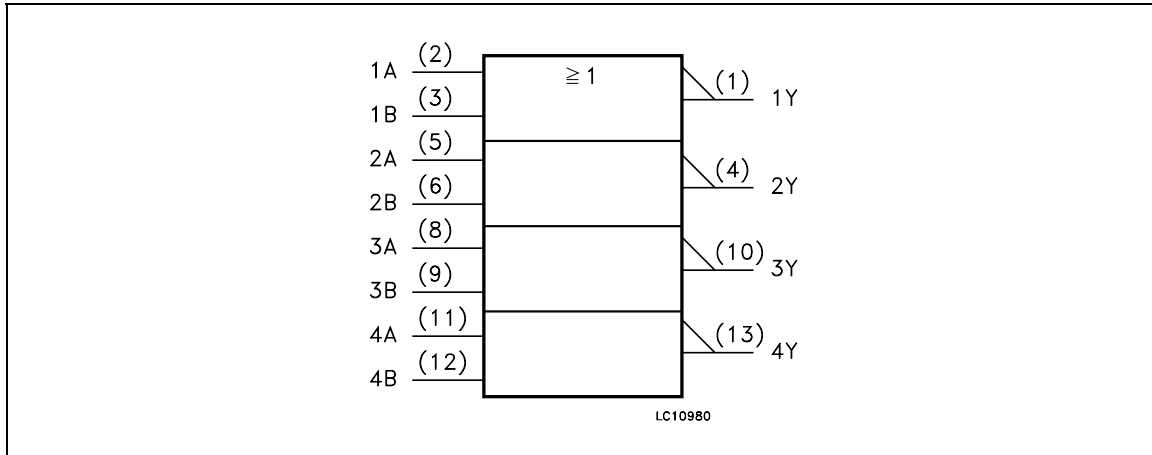 1A (2)
1B (3)
2A (5)
2B (6)
3A (8)
3B (9)
4A (11)
4B (12)
≧ 1
(1) 1Y
(4) 2Y
(10) 3Y
(13) 4Y
LC10980